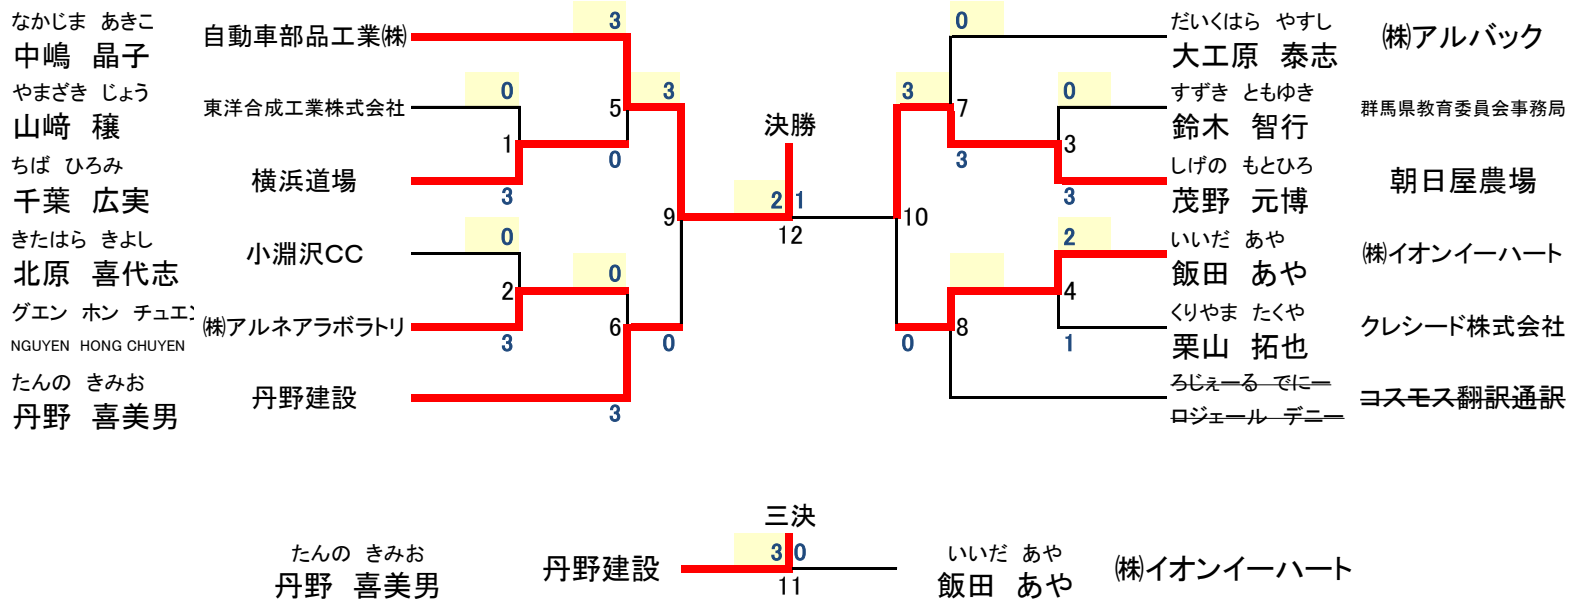 なかじま あきこ
中嶋 晶子
自動車部品工業㈱
3
やまざき じょう
山﨑 穣
東洋合成工業株式会社
0
1
5
3
ちば ひろみ
千葉 広実
横浜道場
3
0
きたはら きよし
北原 喜代志
小淵沢CC
0
2
0
9
グエン ホン チュエン
NGUYEN HONG CHUYEN
㈱アルネアラボラトリ
3
6
0
たんの きみお
丹野 喜美男
丹野建設
3
決勝
2 1
12
0
だいくはら やすし
大工原 泰志
㈱アルバック
3
7
0
すずき ともゆき
鈴木 智行
群馬県教育委員会事務局
3
3
しげの もとひろ
茂野 元博
朝日屋農場
3
10
2
いいだ あや
飯田 あや
㈱イオンイーハート
4
8
0
1
くりやま たくや
栗山 拓也
クレシード株式会社
ろじぇーる でにー
ロジェール デニー
コスモス翻訳通訳
三決
たんの きみお
丹野 喜美男
丹野建設
3 0
11
いいだ あや
飯田 あや
㈱イオンイーハート